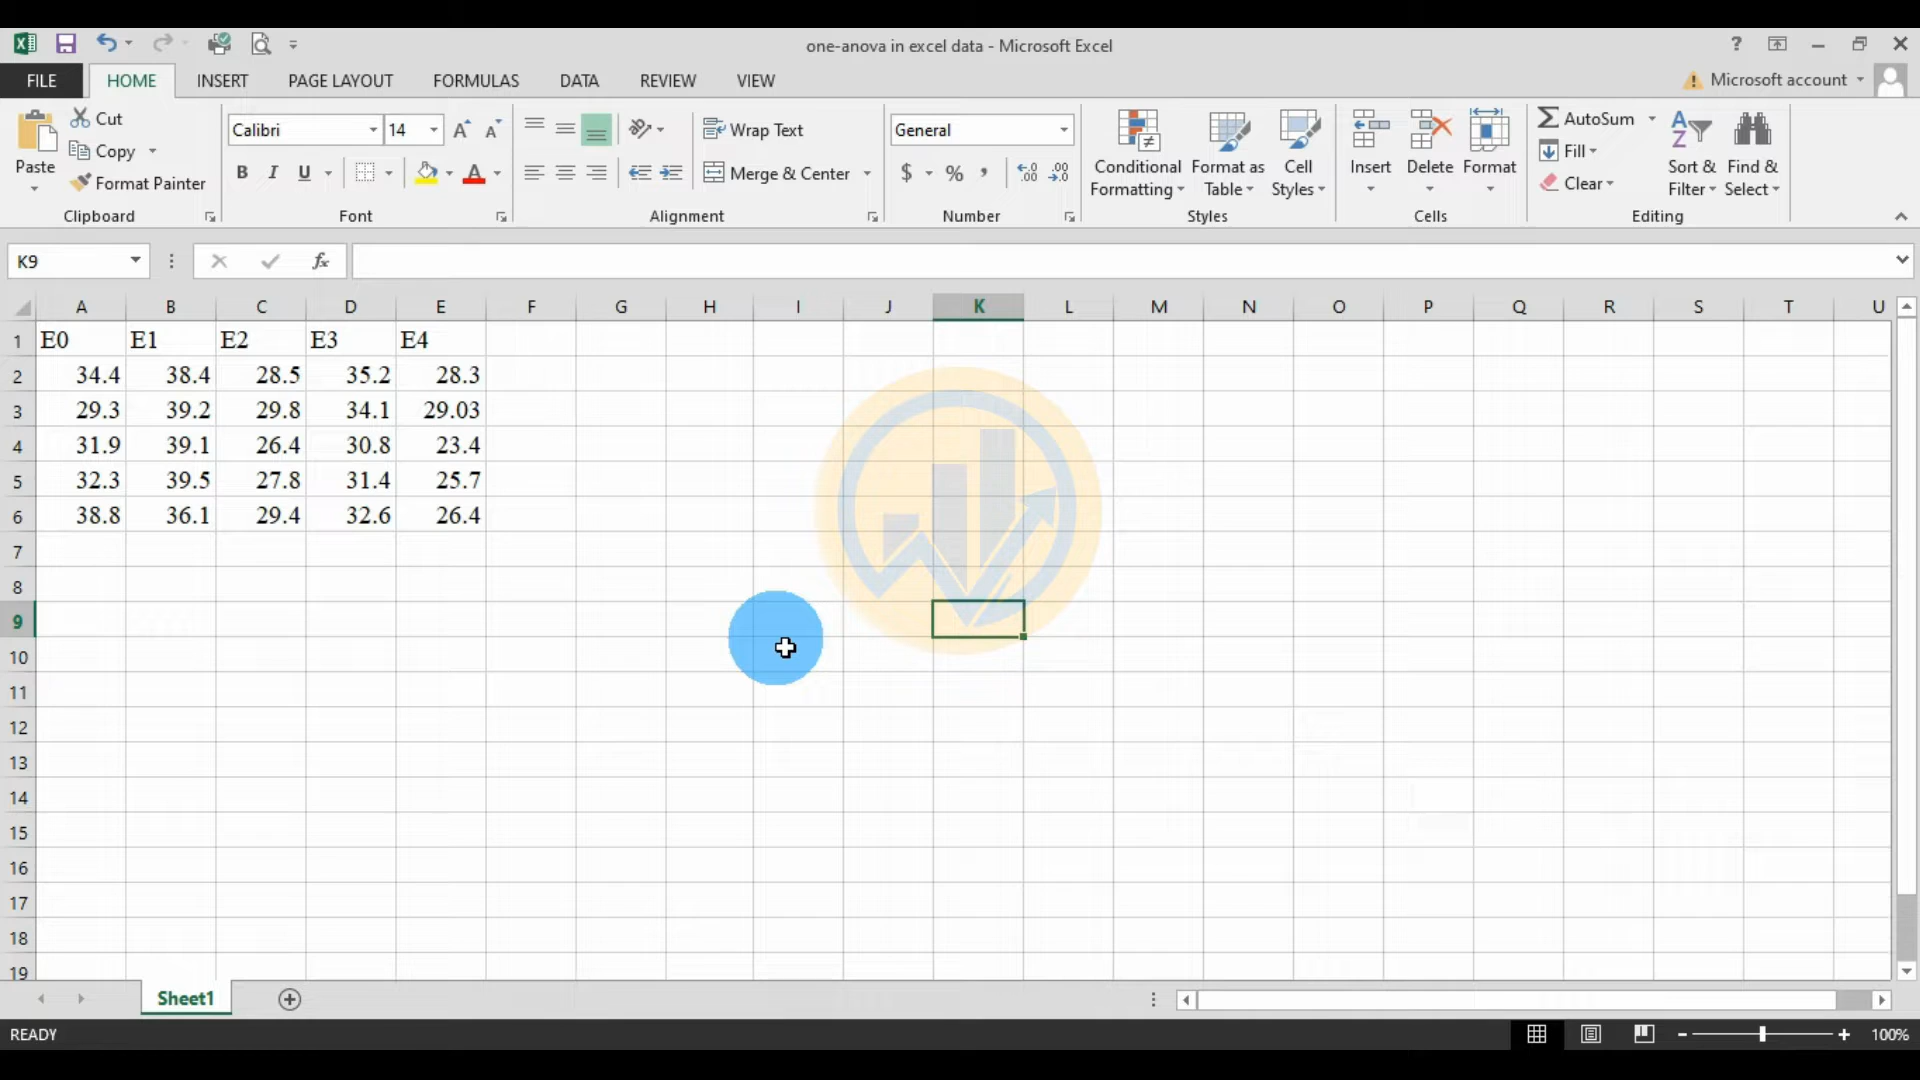 one-anova in excel data - Microsoft Excel
?
FILE HOME INSERT PAGE LAYOUT FORMULAS DATA REVIEW VIEW Microsoft account
Paste Cut Copy Format Painter
Clipboard
Calibri 14
B I U A
Font
Wrap Text
Merge & Center
Alignment
General
$ % ,
Number
Conditional Formatting Format as Table Cell Styles
Styles
Insert Delete Format
Cells
AutoSum
Fill
Clear
Sort & Filter Find & Select
Editing
K9 fx
A B C D E F G H I J K L M N O P Q R S T U
1 E0 E1 E2 E3 E4
2 34.4 38.4 28.5 35.2 28.3
3 29.3 39.2 29.8 34.1 29.03
4 31.9 39.1 26.4 30.8 23.4
5 32.3 39.5 27.8 31.4 25.7
6 38.8 36.1 29.4 32.6 26.4
7
8
9
10
11
12
13
14
15
16
17
18
19
Sheet1
READY 100%